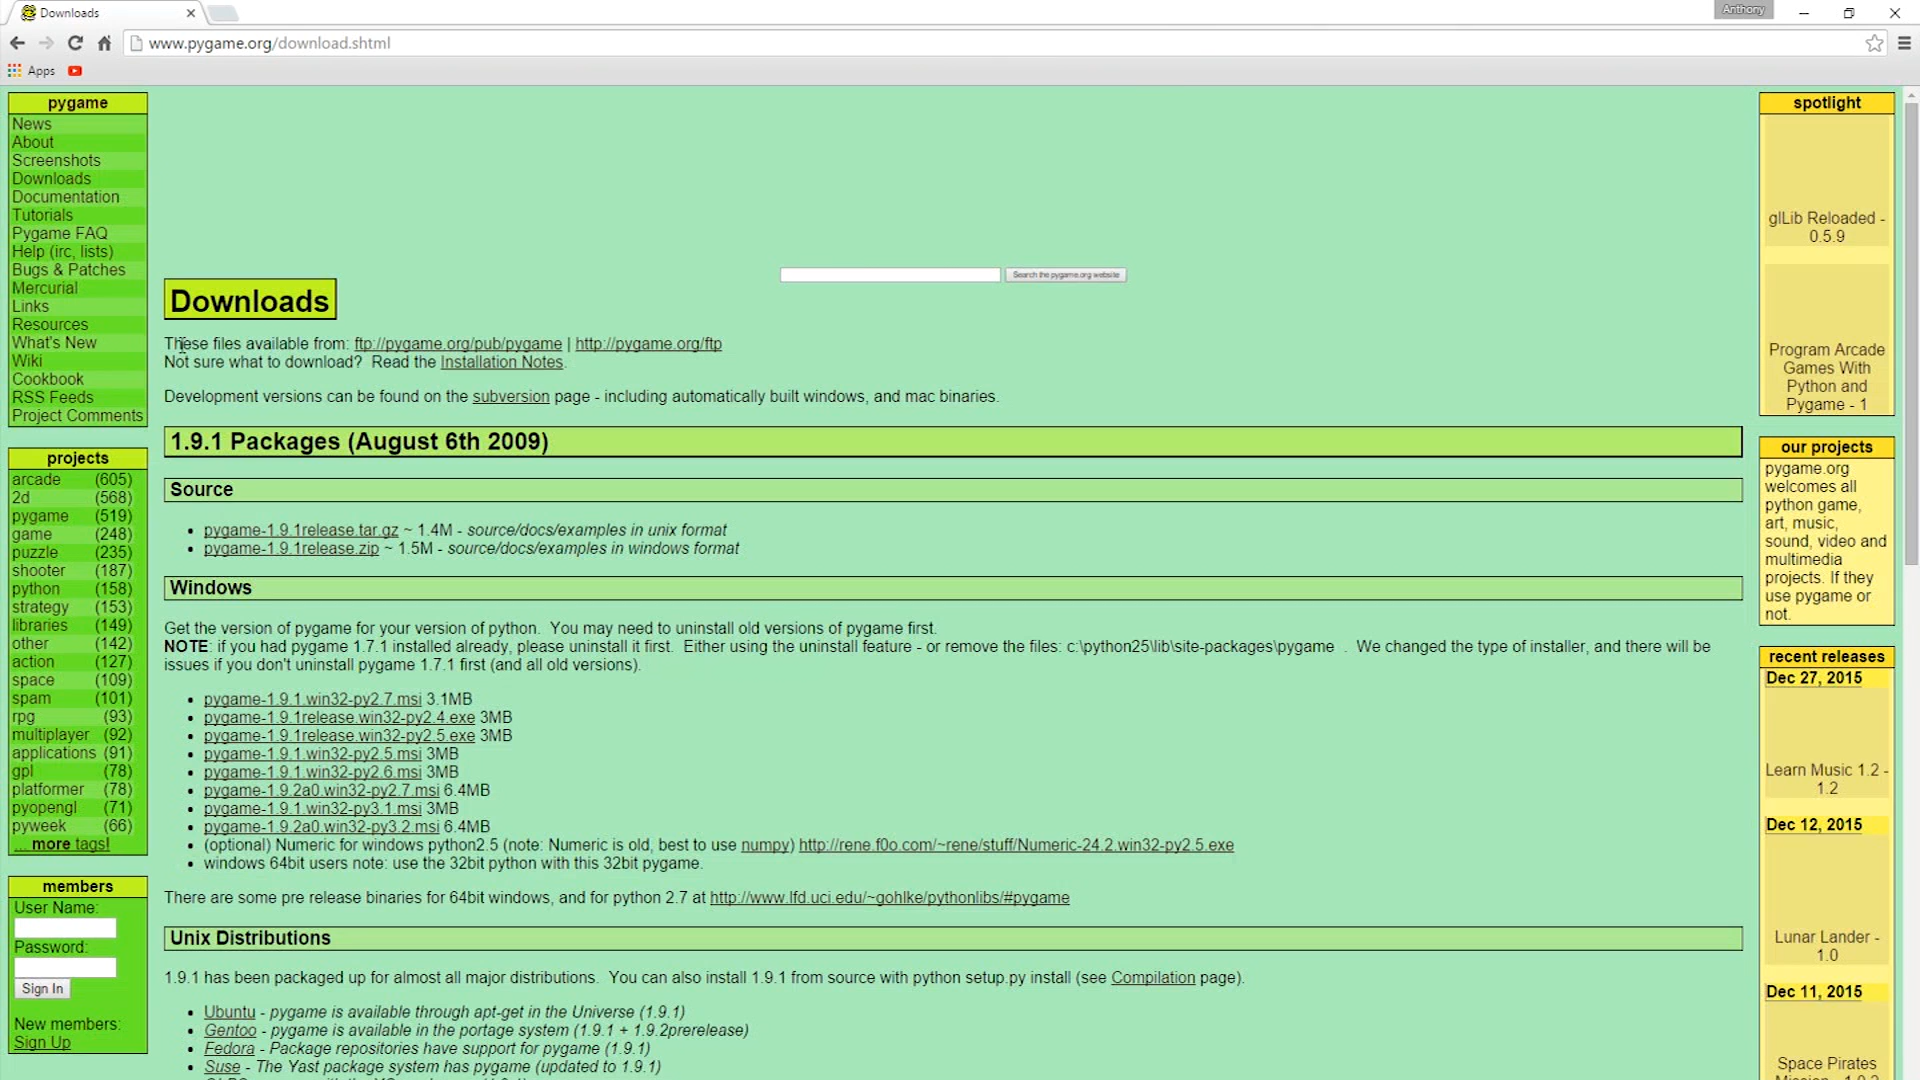 Downloads
Anthony
www.pygame.org/download.shtml
Apps
pygame
News
About
Screenshots
Downloads
Documentation
Tutorials
Pygame FAQ
Help (irc, lists)
Bugs & Patches
Mercurial
Links
Resources
What's New
Wiki
Cookbook
RSS Feeds
Project Comments
projects
arcade (605)
2d (568)
pygame (519)
game (248)
puzzle (235)
shooter (187)
python (158)
strategy (153)
libraries (149)
other (142)
action (127)
space (109)
spam (101)
rpg (93)
multiplayer (92)
applications (91)
gpl (78)
platformer (78)
pyopengl (71)
pyweek (66)
... more tags!
members
User Name:
Password:
Sign In
New members:
Sign Up
Search the pygame.org website
Downloads
These files available from: ftp://pygame.org/pub/pygame | http://pygame.org/ftp
Not sure what to download? Read the Installation Notes.
Development versions can be found on the subversion page - including automatically built windows, and mac binaries.
1.9.1 Packages (August 6th 2009)
Source
• pygame-1.9.1release.tar.gz ~ 1.4M - source/docs/examples in unix format
• pygame-1.9.1release.zip ~ 1.5M - source/docs/examples in windows format
Windows
Get the version of pygame for your version of python. You may need to uninstall old versions of pygame first.
NOTE: if you had pygame 1.7.1 installed already, please uninstall it first. Either using the uninstall feature - or remove the files: c:\python25\lib\site-packages\pygame . We changed the type of installer, and there will be
issues if you don't uninstall pygame 1.7.1 first (and all old versions).
• pygame-1.9.1.win32-py2.7.msi 3.1MB
• pygame-1.9.1release.win32-py2.4.exe 3MB
• pygame-1.9.1release.win32-py2.5.exe 3MB
• pygame-1.9.1.win32-py2.5.msi 3MB
• pygame-1.9.1.win32-py2.6.msi 3MB
• pygame-1.9.2a0.win32-py2.7.msi 6.4MB
• pygame-1.9.1.win32-py3.1.msi 3MB
• pygame-1.9.2a0.win32-py3.2.msi 6.4MB
• (optional) Numeric for windows python2.5 (note: Numeric is old, best to use numpy) http://rene.f0o.com/~rene/stuff/Numeric-24.2.win32-py2.5.exe
• windows 64bit users note: use the 32bit python with this 32bit pygame.
There are some pre release binaries for 64bit windows, and for python 2.7 at http://www.lfd.uci.edu/~gohlke/pythonlibs/#pygame
Unix Distributions
1.9.1 has been packaged up for almost all major distributions. You can also install 1.9.1 from source with python setup.py install (see Compilation page).
• Ubuntu - pygame is available through apt-get in the Universe (1.9.1)
• Gentoo - pygame is available in the portage system (1.9.1 + 1.9.2prerelease)
• Fedora - Package repositories have support for pygame (1.9.1)
• Suse - The Yast package system has pygame (updated to 1.9.1)
spotlight
glLib Reloaded -
0.5.9
Program Arcade
Games With
Python and
Pygame - 1
our projects
pygame.org
welcomes all
python game,
art, music,
sound, video and
multimedia
projects. If they
use pygame or
not.
recent releases
Dec 27, 2015
Learn Music 1.2 -
1.2
Dec 12, 2015
Lunar Lander -
1.0
Dec 11, 2015
Space Pirates